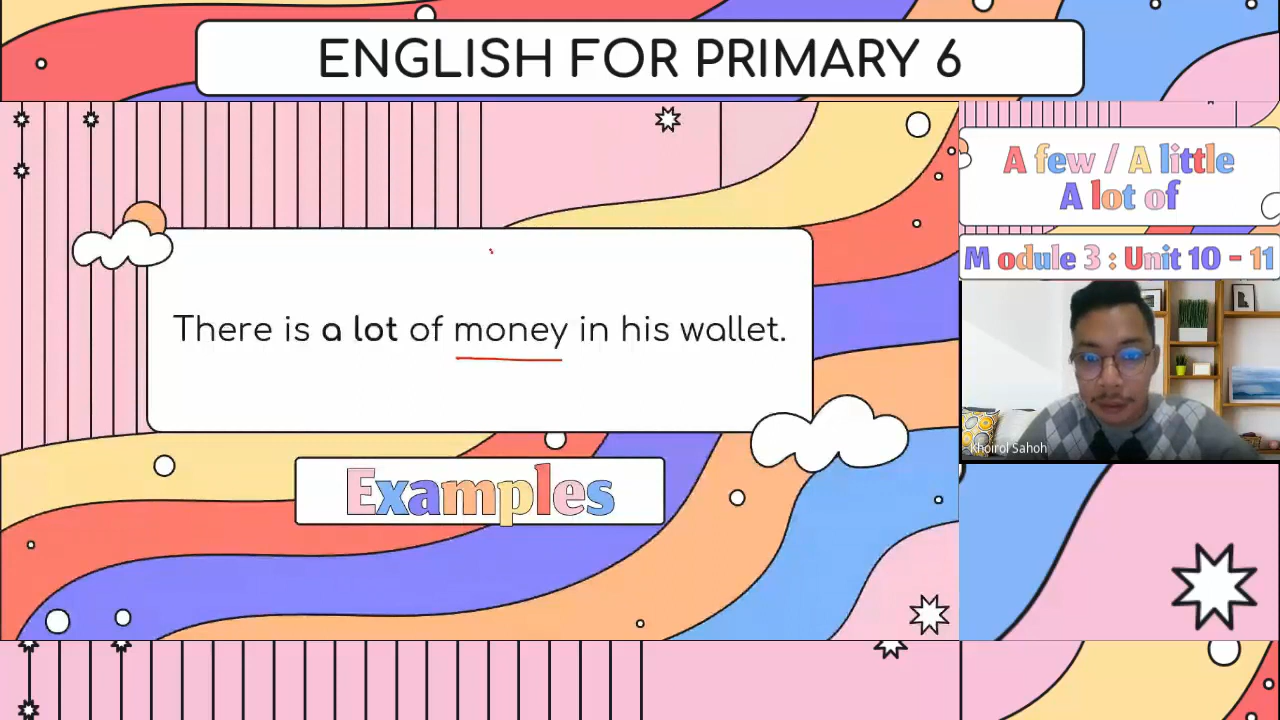 ENGLISH FOR PRIMARY 6
A few / A little
A lot of
Module 3 : Unit 10 - 11
There is a lot of money in his wallet.
Khoirol Sahoh
Examples